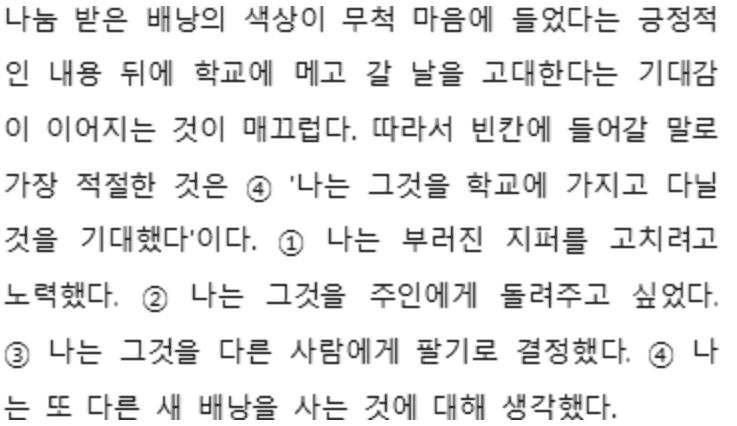 나눔 받은 배낭의 색상이 무척 마음에 들었다는 긍정적
인 내용 뒤에 학교에 메고 갈 날을 고대한다는 기대감
이 이어지는 것이 매끄럽다. 따라서 빈칸에 들어갈 말로
가장 적절한 것은 ④ '나는 그것을 학교에 가지고 다닐
것을 기대했다'이다. ① 나는 부러진 지퍼를 고치려고
노력했다. ② 나는 그것을 주인에게 돌려주고 싶었다.
③ 나는 그것을 다른 사람에게 팔기로 결정했다. ④ 나
는 또 다른 새 배낭을 사는 것에 대해 생각했다.